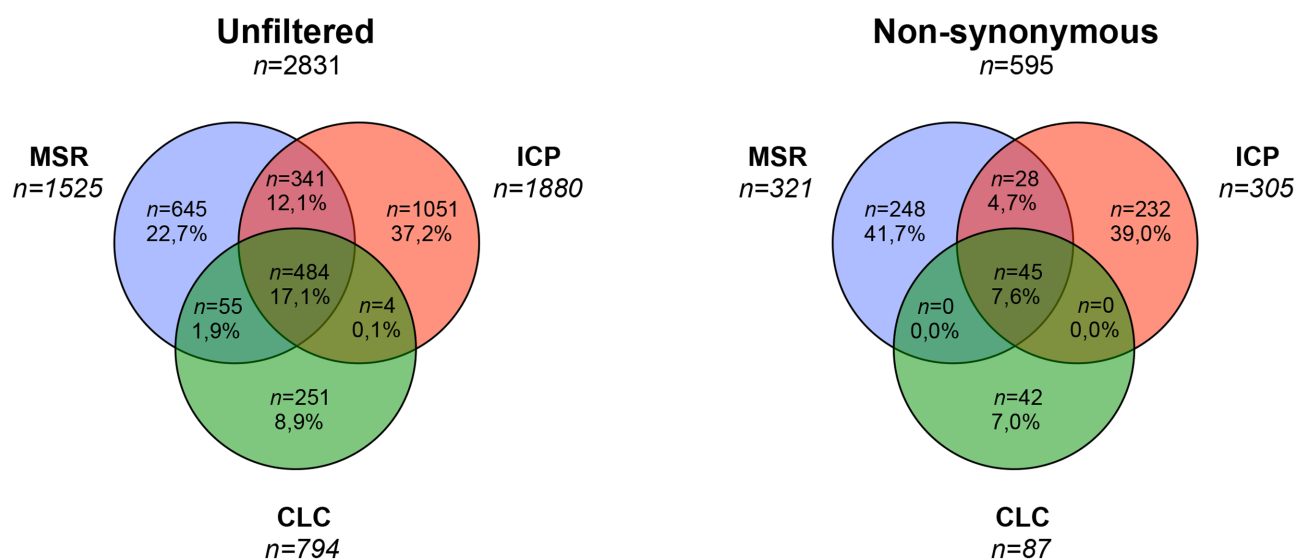 Unfiltered
n=2831
MSR
n=1525
ICP
n=1880
n=341
12,1%
n=645
22,7%
n=1051
37,2%
n=484
17,1%
n=55
1,9%
n=4
0,1%
n=251
8,9%
CLC
n=794
Non-synonymous
n=595
MSR
n=321
ICP
n=305
n=28
4,7%
n=248
41,7%
n=232
39,0%
n=45
7,6%
n=0
0,0%
n=0
0,0%
n=42
7,0%
CLC
n=87